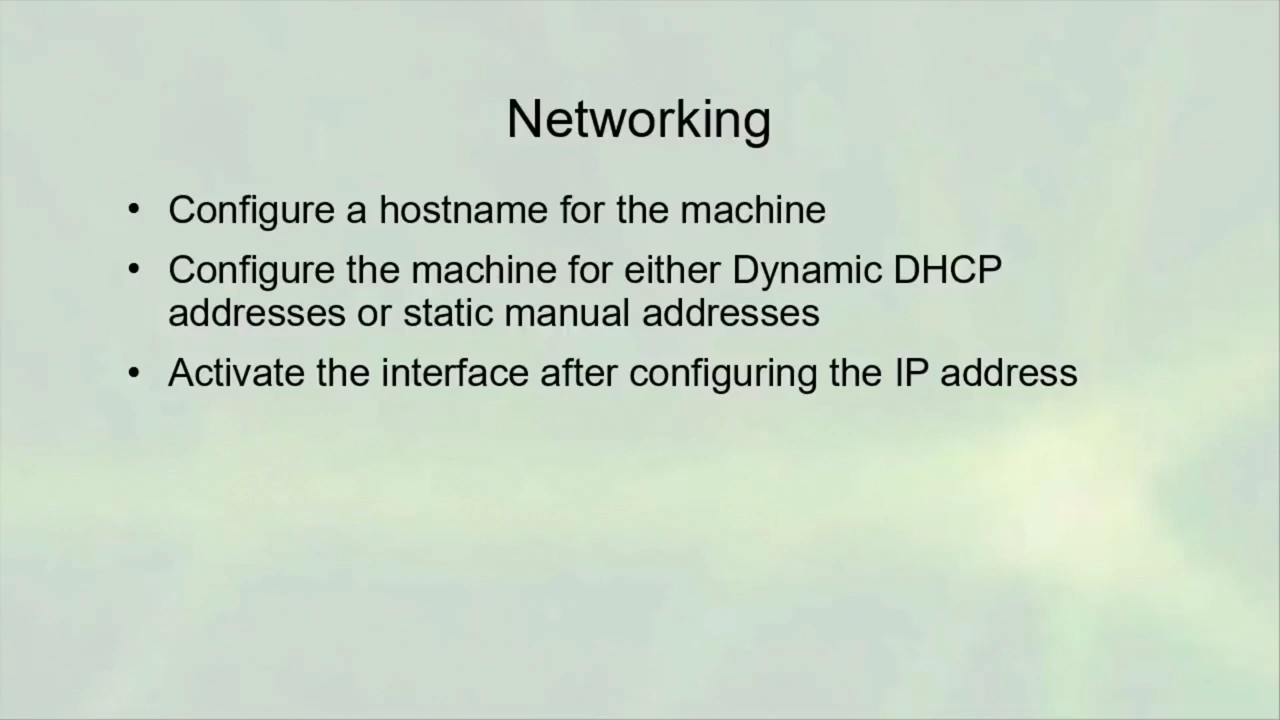 Networking
• Configure a hostname for the machine
• Configure the machine for either Dynamic DHCP
addresses or static manual addresses
• Activate the interface after configuring the IP address